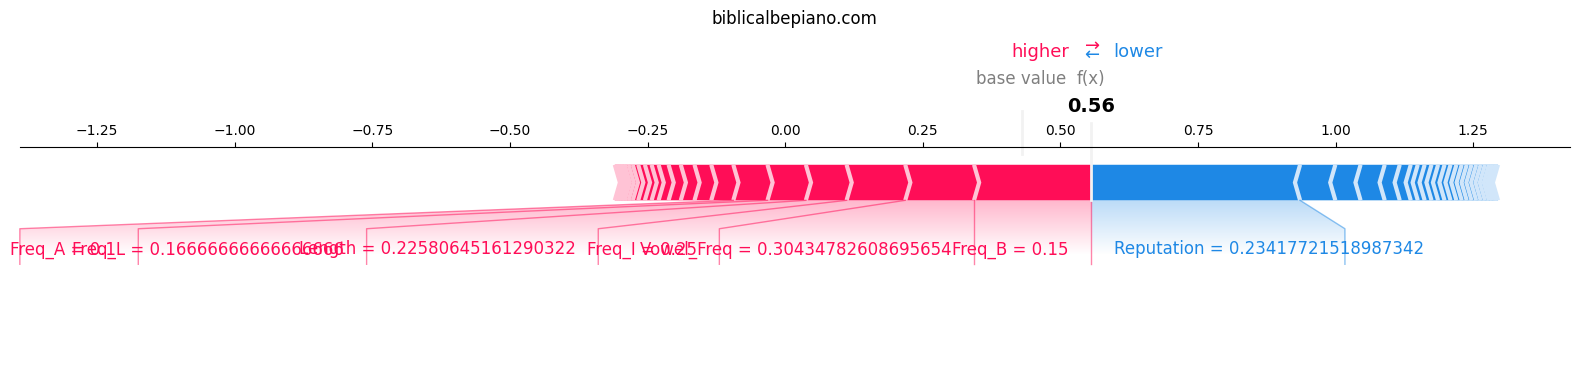 biblicalbepiano.com
higher ⇄ lower
base value f(x)
0.56
−1.25 −1.00 −0.75 −0.50 −0.25 0.00 0.25 0.50 0.75 1.00 1.25
Freq_A = 0.1 Freq_L = 0.16666666666666666 Length = 0.22580645161290322 Freq_I = 0.25 Vowel_Freq = 0.30434782608695654 Freq_B = 0.15 Reputation = 0.23417721518987342